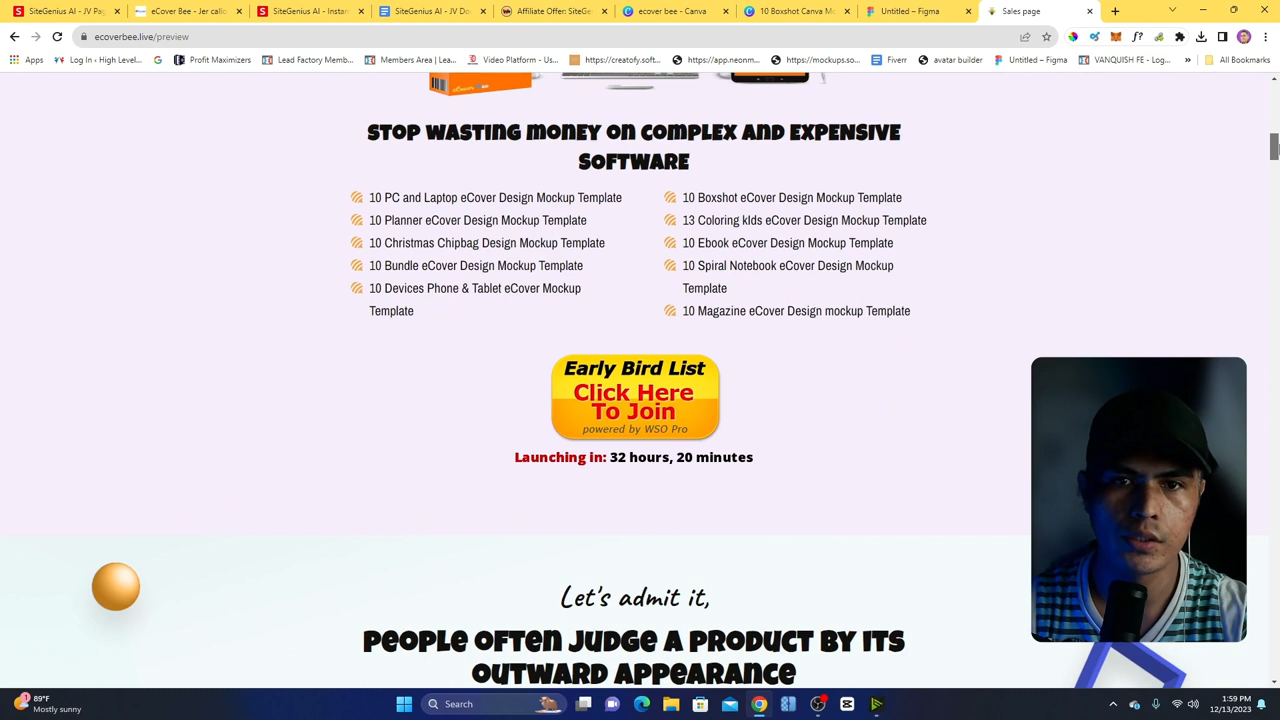 SiteGenius AI - JV Pa
eCover Bee - Jer callo
SiteGenius AI - Instan
SiteGenius AI - JV Do
Affiliate Offer: SiteGe
ecover bee - Canva
10 Boxshot Canva Mo
Untitled – Figma
Sales page
ecoverbee.live/preview
Apps
Log In ‹ High Level...
Profit Maximizers
Lead Factory Memb...
Members Area | Lea...
Video Platform - Us...
https://creatofy.soft...
https://app.neonm...
https://mockups.so...
Fiverr
avatar builder
Untitled – Figma
VANQUISH FE - Log...
»
All Bookmarks
STOP WASTING MONEY ON COMPLEX AND EXPENSIVE
SOFTWARE
10 PC and Laptop eCover Design Mockup Template
10 Planner eCover Design Mockup Template
10 Christmas Chipbag Design Mockup Template
10 Bundle eCover Design Mockup Template
10 Devices Phone & Tablet eCover Mockup
Template
10 Boxshot eCover Design Mockup Template
13 Coloring kIds eCover Design Mockup Template
10 Ebook eCover Design Mockup Template
10 Spiral Notebook eCover Design Mockup
Template
10 Magazine eCover Design mockup Template
Early Bird List
Click Here
To Join
powered by WSO Pro
Launching in: 32 hours, 20 minutes
Let's admit it,
PEOPLE OFTEN JUDGE A PRODUCT BY ITS
OUTWARD APPEARANCE
89°F
Mostly sunny
Search
1:59 PM
12/13/2023